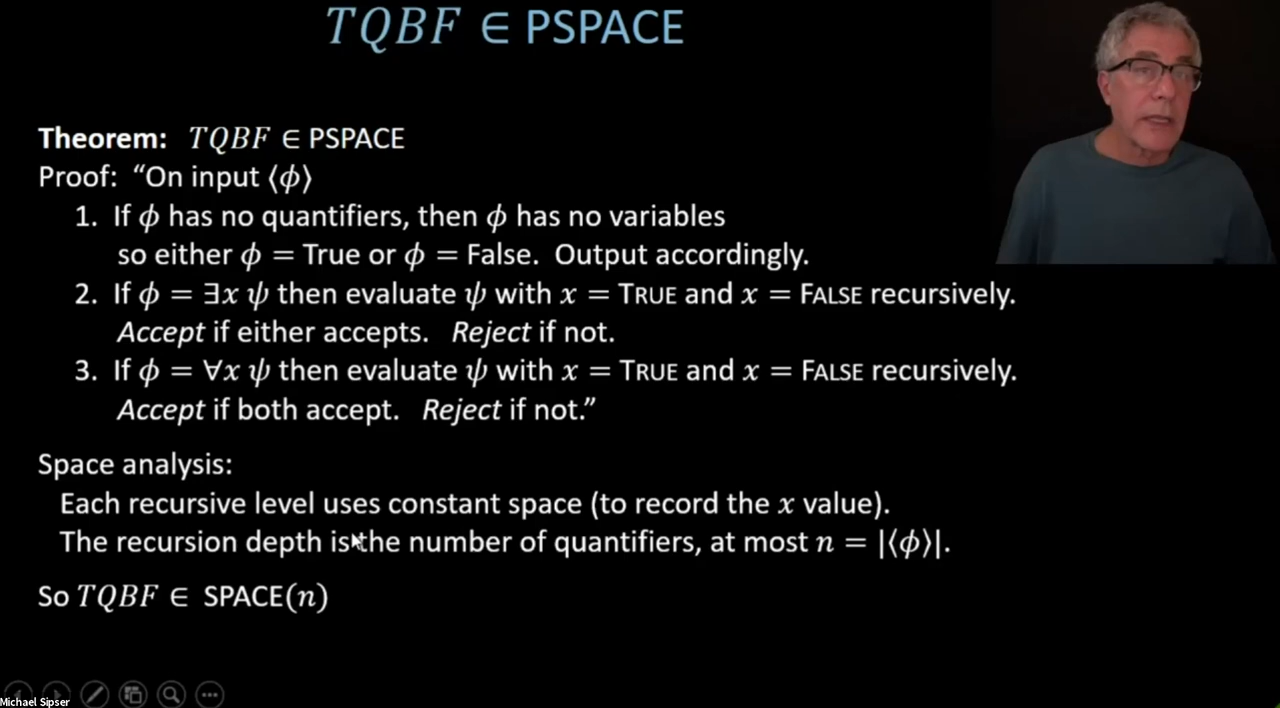 TQBF ∈ PSPACE
Theorem: TQBF ∈ PSPACE
Proof: “On input ⟨ϕ⟩
1. If ϕ has no quantifiers, then ϕ has no variables
so either ϕ = True or ϕ = False. Output accordingly.
2. If ϕ = ∃x ψ then evaluate ψ with x = TRUE and x = FALSE recursively.
Accept if either accepts. Reject if not.
3. If ϕ = ∀x ψ then evaluate ψ with x = TRUE and x = FALSE recursively.
Accept if both accept. Reject if not.”
Space analysis:
Each recursive level uses constant space (to record the x value).
The recursion depth is the number of quantifiers, at most n = |⟨ϕ⟩|.
So TQBF ∈ SPACE(n)
Michael Sipser